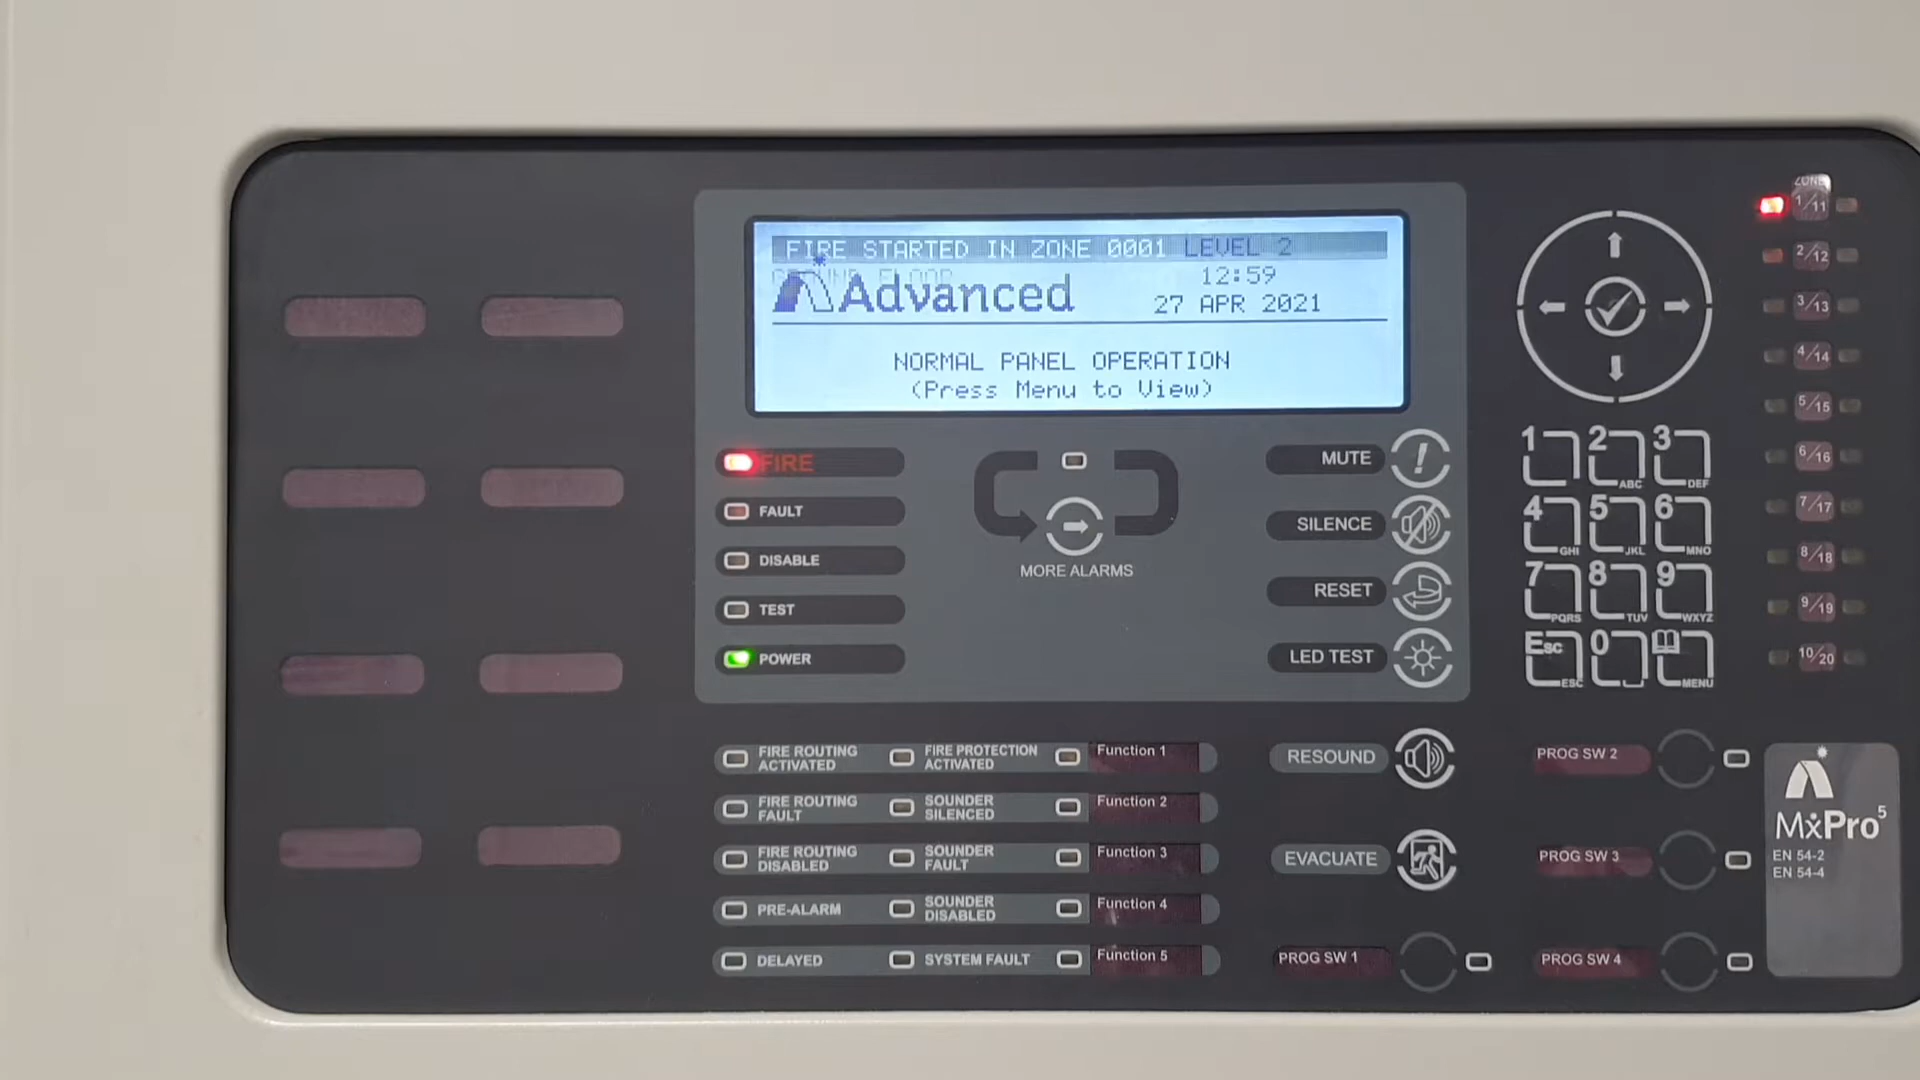 FIRE STARTED IN ZONE 0001 LEVEL 2
GROUND FLOOR
12:59
Advanced
27 APR 2021
NORMAL PANEL OPERATION
(Press Menu to View)
FIRE
FAULT
DISABLE
TEST
POWER
MORE ALARMS
MUTE
SILENCE
RESET
LED TEST
1
2 ABC
3 DEF
4 GHI
5 JKL
6 MNO
7 PQRS
8 TUV
9 WXYZ
Esc ESC
0
MENU
ZONE
1/11
2/12
3/13
4/14
5/15
6/16
7/17
8/18
9/19
10/20
FIRE ROUTING
ACTIVATED
FIRE ROUTING
FAULT
FIRE ROUTING
DISABLED
PRE-ALARM
DELAYED
FIRE PROTECTION
ACTIVATED
SOUNDER
SILENCED
SOUNDER
FAULT
SOUNDER
DISABLED
SYSTEM FAULT
Function 1
Function 2
Function 3
Function 4
Function 5
RESOUND
EVACUATE
PROG SW 1
PROG SW 2
PROG SW 3
PROG SW 4
MxPro5
EN 54-2
EN 54-4